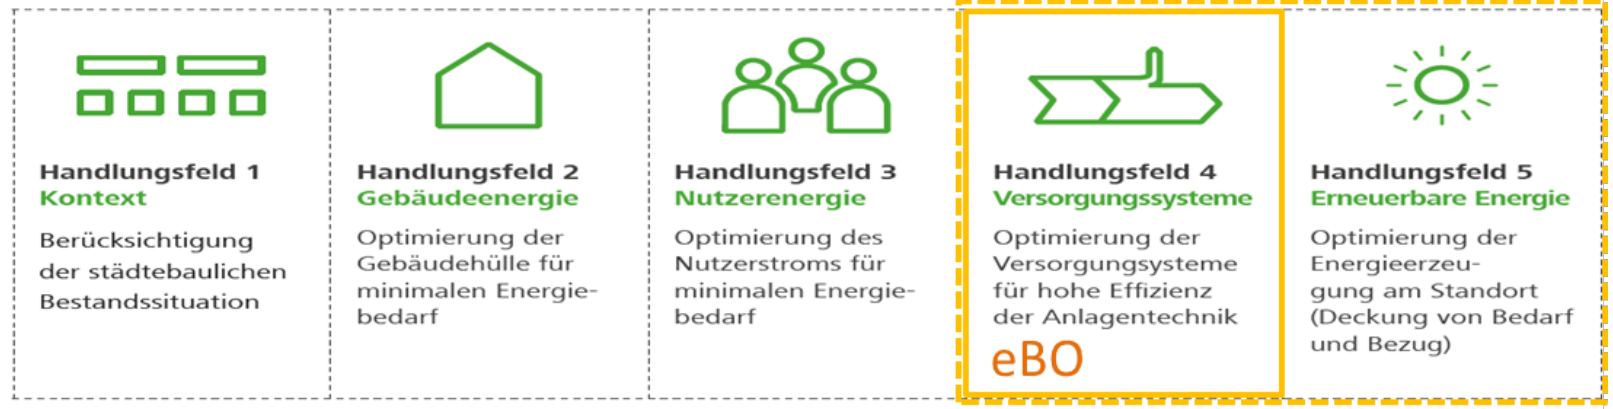 Handlungsfeld 1
Kontext
Berücksichtigung
der städtebaulichen
Bestandssituation
Handlungsfeld 2
Gebäudeenergie
Optimierung der
Gebäudehülle für
minimalen Energie-
bedarf
Handlungsfeld 3
Nutzerenergie
Optimierung des
Nutzerstroms für
minimalen Energie-
bedarf
Handlungsfeld 4
Versorgungssysteme
Optimierung der
Versorgungsysteme
für hohe Effizienz
der Anlagentechnik
eBO
Handlungsfeld 5
Erneuerbare Energie
Optimierung der
Energieerzeu-
gung am Standort
(Deckung von Bedarf
und Bezug)